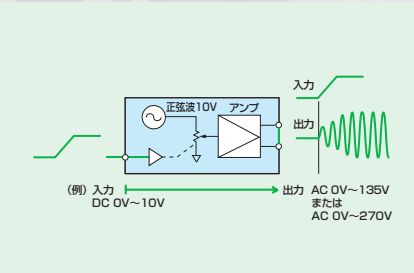 入力
正弦波10V アンプ
出力
（例）入力 出力 AC 0V〜135V
DC 0V〜10V または
AC 0V〜270V